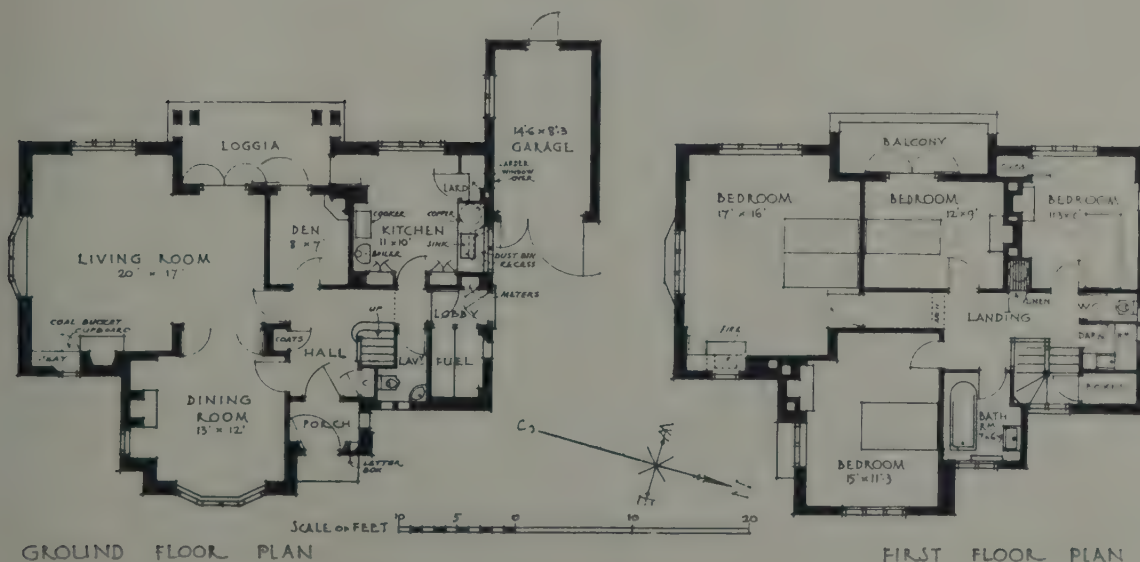 LOGGIA
14'·6 × 8'·3
GARAGE
LARDER
WINDOW
OVER
LARD
COOKER
COPPER
DEN
8' × 7'
KITCHEN
11' × 10'
SINK
BOILER
DUST BIN
RECESS
LIVING ROOM
20' × 17'
METERS
LOBBY
UP
COAL BUCKET
CUPBOARD
SEAT
COATS
HALL
LAV.
FUEL
C
DINING
ROOM
13' × 12'
PORCH
LETTER
BOX
BALCONY
BEDROOM
17' × 16'
BEDROOM
12' × 9'
BEDROOM
LINEN
W.C.
LANDING
FIRE
BATH
RM
BEDROOM
15' × 11'·3
SCALE OF FEET
10 5 0 10 20
GROUND FLOOR PLAN
FIRST FLOOR PLAN